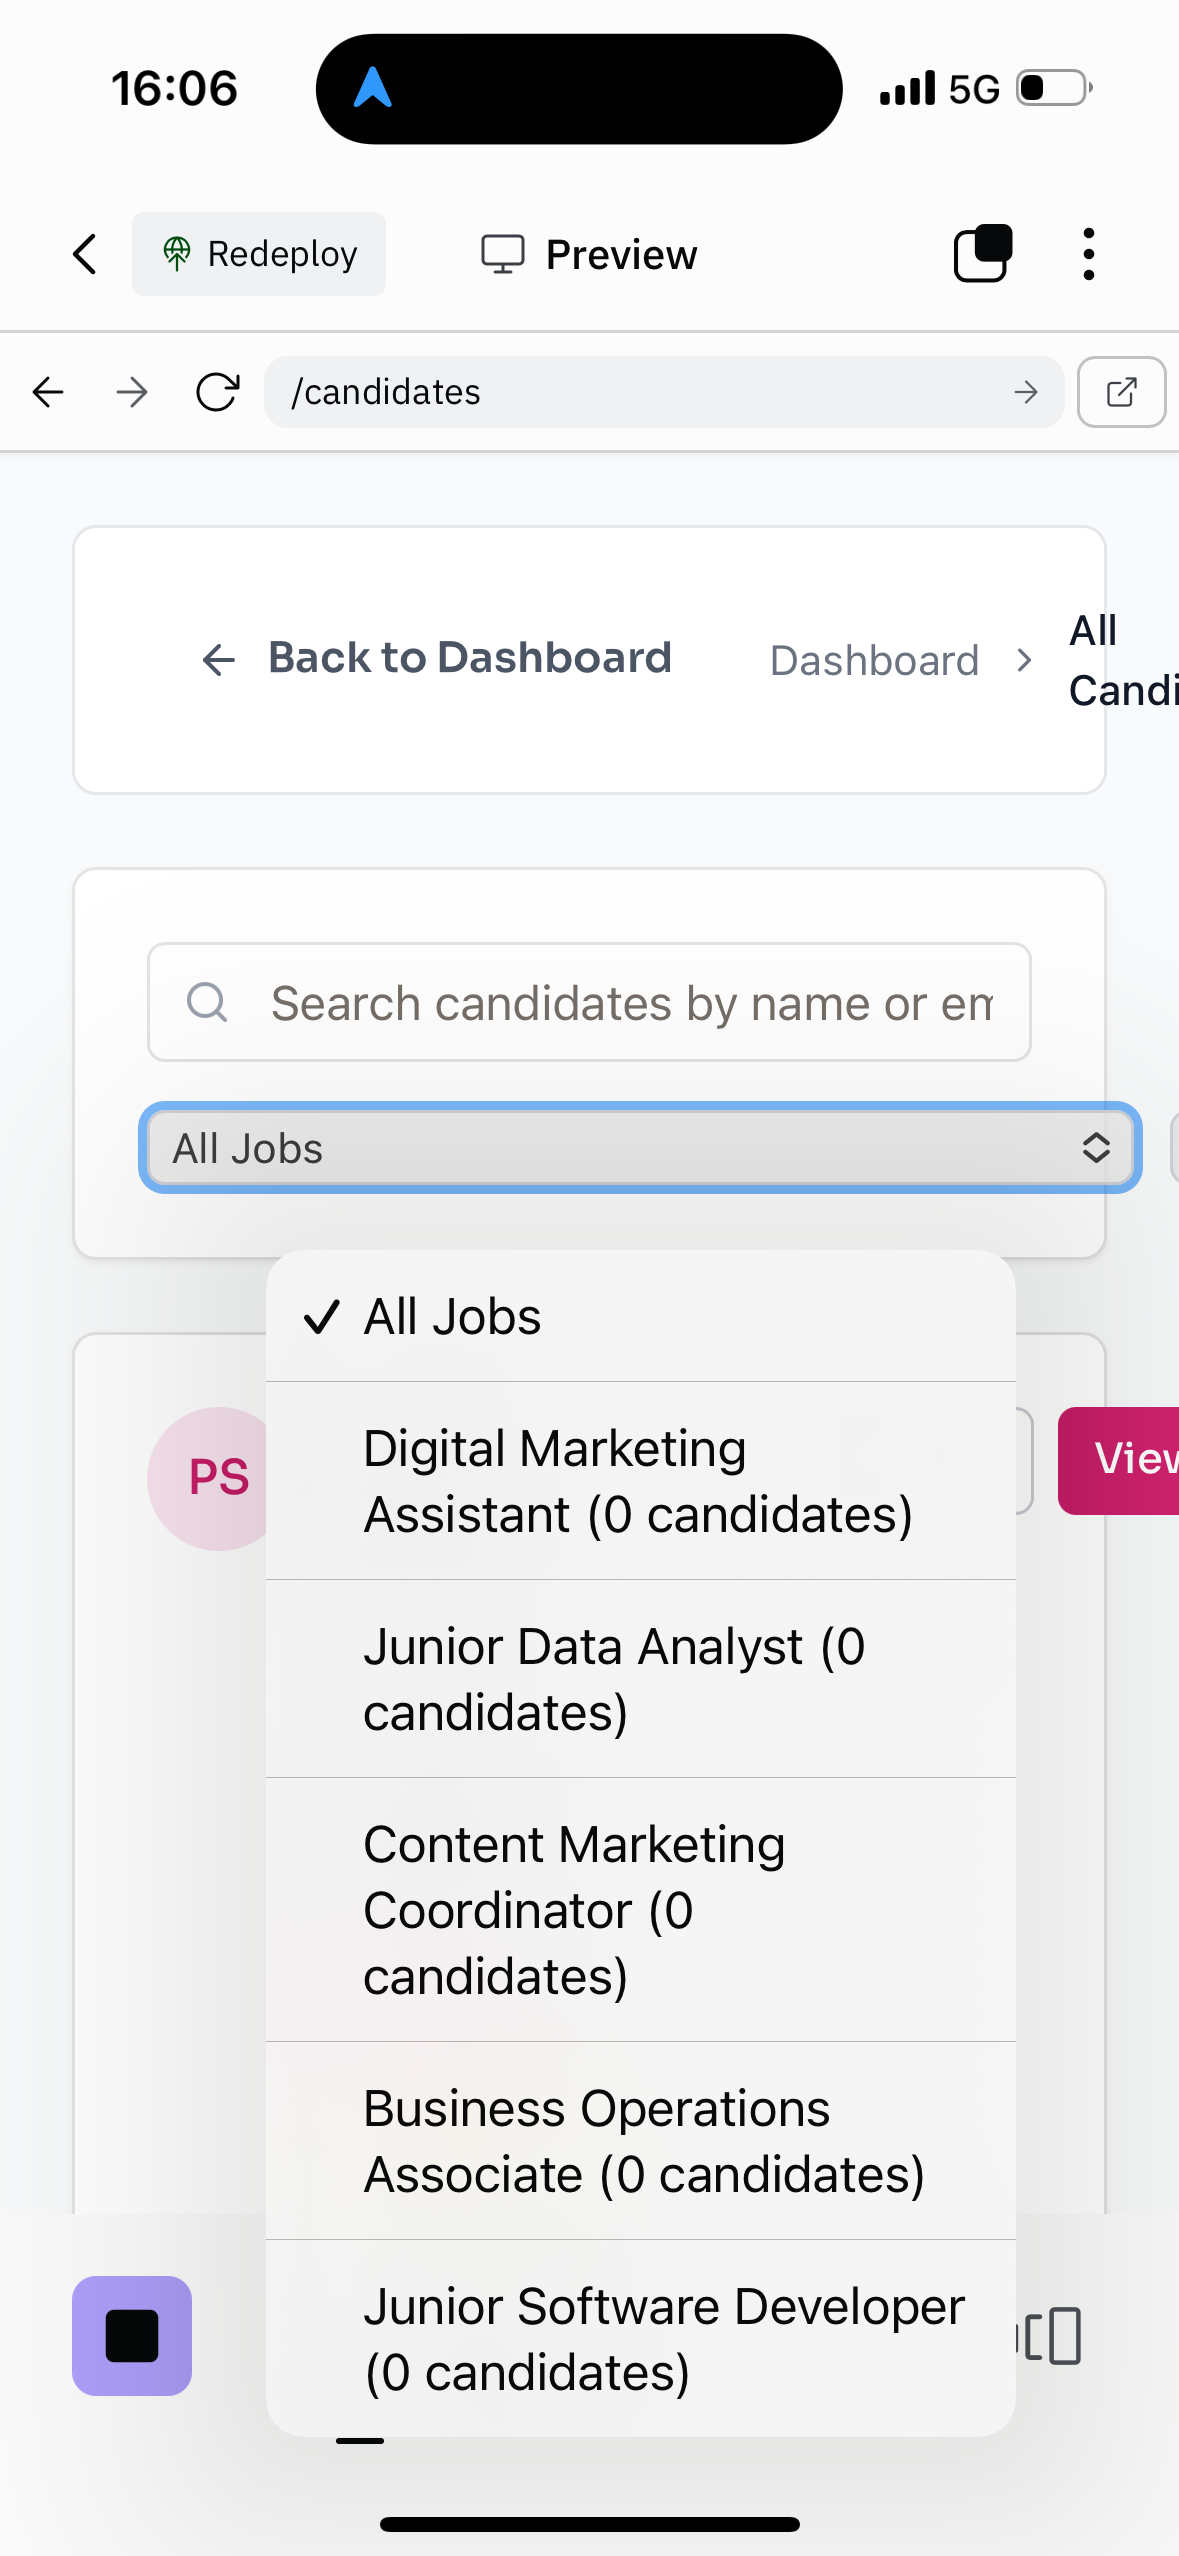 16:06
5G
Redeploy
Preview
/candidates
Back to Dashboard
Dashboard
All
Candi
Search candidates by name or em
All Jobs
All Jobs
Digital Marketing
Assistant (0 candidates)
PS
View
Junior Data Analyst (0
candidates)
Content Marketing
Coordinator (0
candidates)
Business Operations
Associate (0 candidates)
Junior Software Developer
(0 candidates)